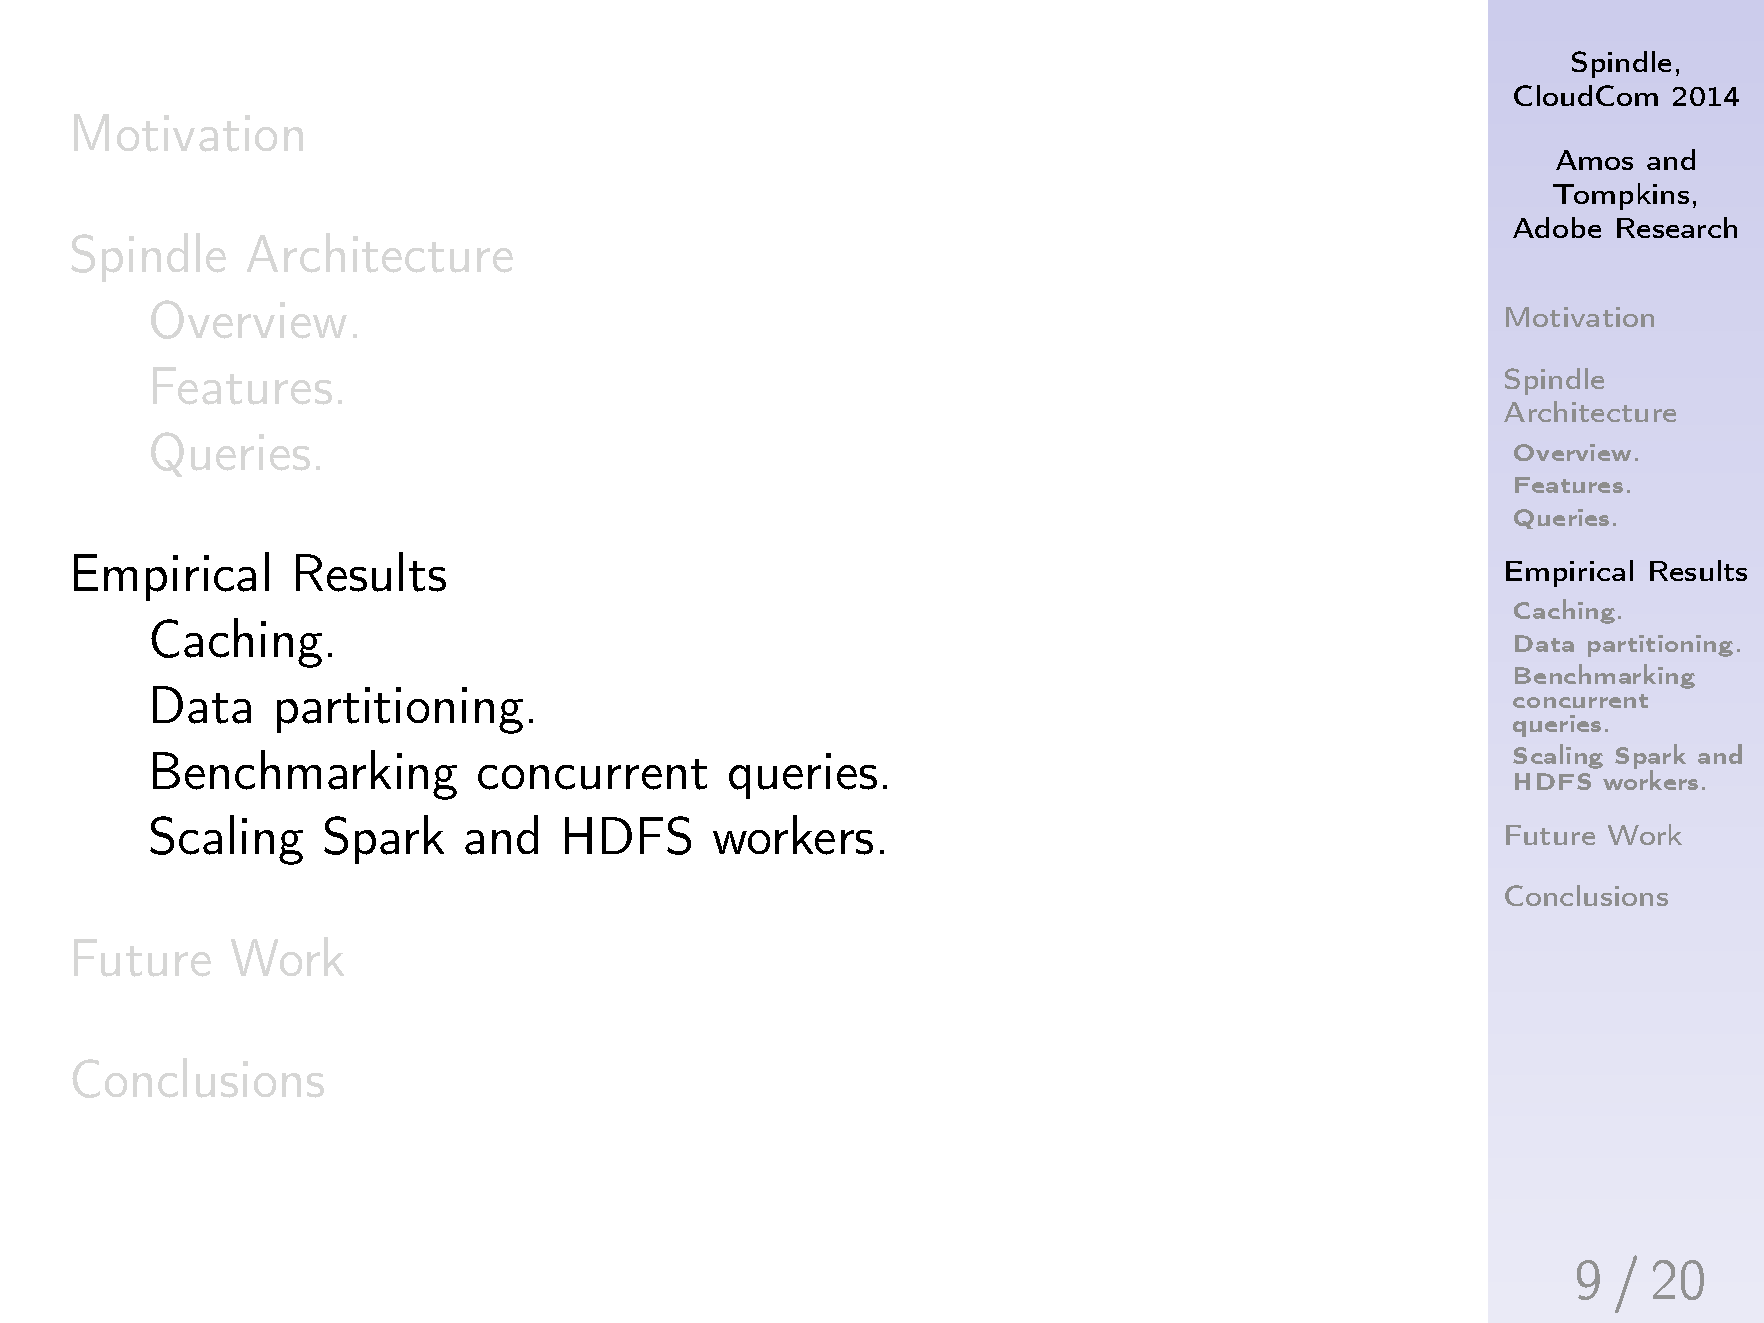 Motivation
Spindle Architecture
Overview.
Features.
Queries.
Empirical Results
Caching.
Data partitioning.
Benchmarking concurrent queries.
Scaling Spark and HDFS workers.
Future Work
Conclusions
Spindle,
CloudCom 2014
Amos and
Tompkins,
Adobe Research
Motivation
Spindle
Architecture
Overview.
Features.
Queries.
Empirical Results
Caching.
Data partitioning.
Benchmarking
concurrent
queries.
Scaling Spark and
HDFS workers.
Future Work
Conclusions
9 / 20